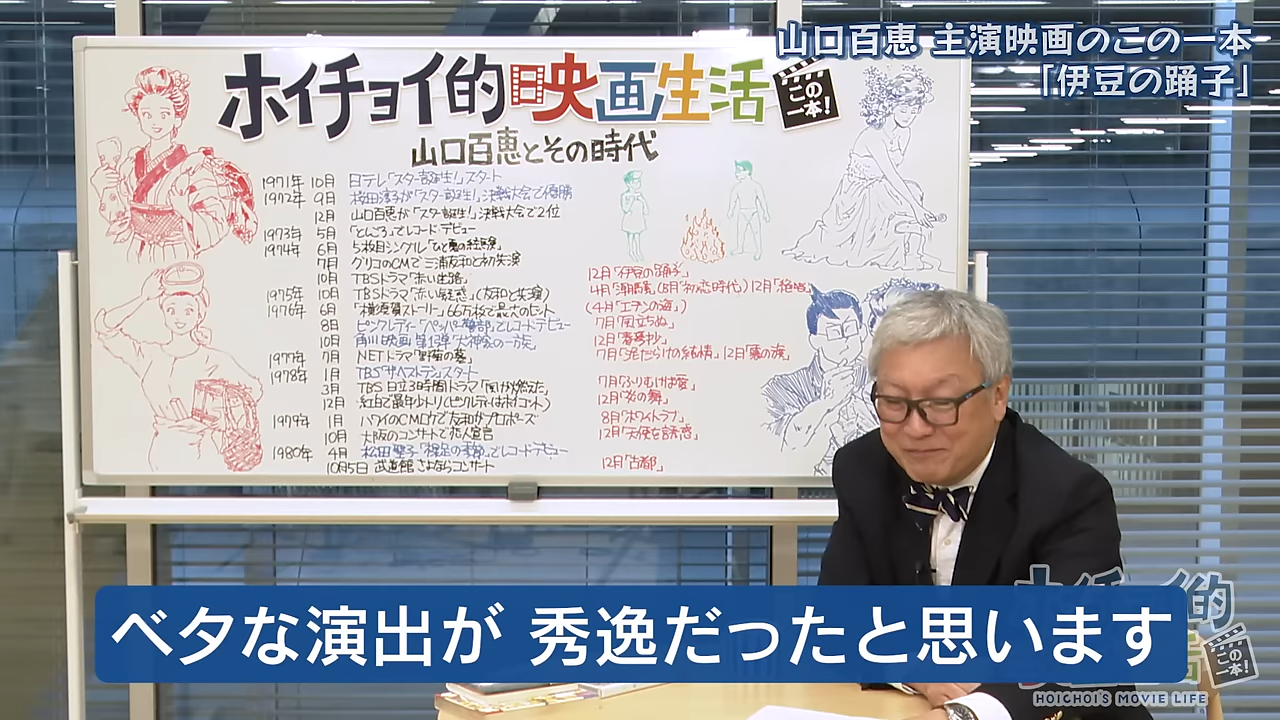 山口百恵 主演映画のこの一本
「伊豆の踊子」
ホイチョイ的映画生活 この一本!
山口百恵とその時代
1971年 10月 日テレ「スター誕生!」スタート
1972年 9月 桜田淳子が「スター誕生!」決戦大会で優勝
12月 山口百恵が「スター誕生!」決戦大会で2位
1973年 5月 「としごろ」でレコードデビュー
1974年 6月 5枚目シングル「ひと夏の経験」
7月 グリコのCMで三浦友和と初共演
12月「伊豆の踊子」
10月 TBSドラマ「赤い迷路」
4月「潮騒」(8月「初恋時代」) 12月「絶唱」
1975年 10月 TBSドラマ「赤い疑惑」(友和と共演)
(4月「エデンの海」)
1976年 6月 「横須賀ストーリー」66万枚で最大のヒット
7月「風立ちぬ」
8月 ピンクレディー「ペッパー警部」でレコードデビュー
12月「春琴抄」
10月 角川映画 第1弾「犬神家の一族」
7月「泥だらけの純情」 12月「霧の旗」
1977年 7月 NETドラマ「野菊の墓」
1978年 1月 TBS「ザ・ベストテン」スタート
3月 TBS 日立3時間ドラマ「風が燃えた」
7月「ふりむけば愛」
12月 紅白で最年少トリ(ピンクレディは裏でコント)
12月「炎の舞」
1979年 1月 ハワイのCMロケで友和がプロポーズ
8月「ホワイト・ラブ」
10月 大阪のコンサートで恋人宣言
12月「天使を誘惑」
1980年 4月 松田聖子「裸足の季節」でレコードデビュー
10月5日 武道館 さよならコンサート
12月「古都」
ベタな演出が 秀逸だったと思います
ホイチョイ的
この一本!
HOICHOI'S MOVIE LIFE